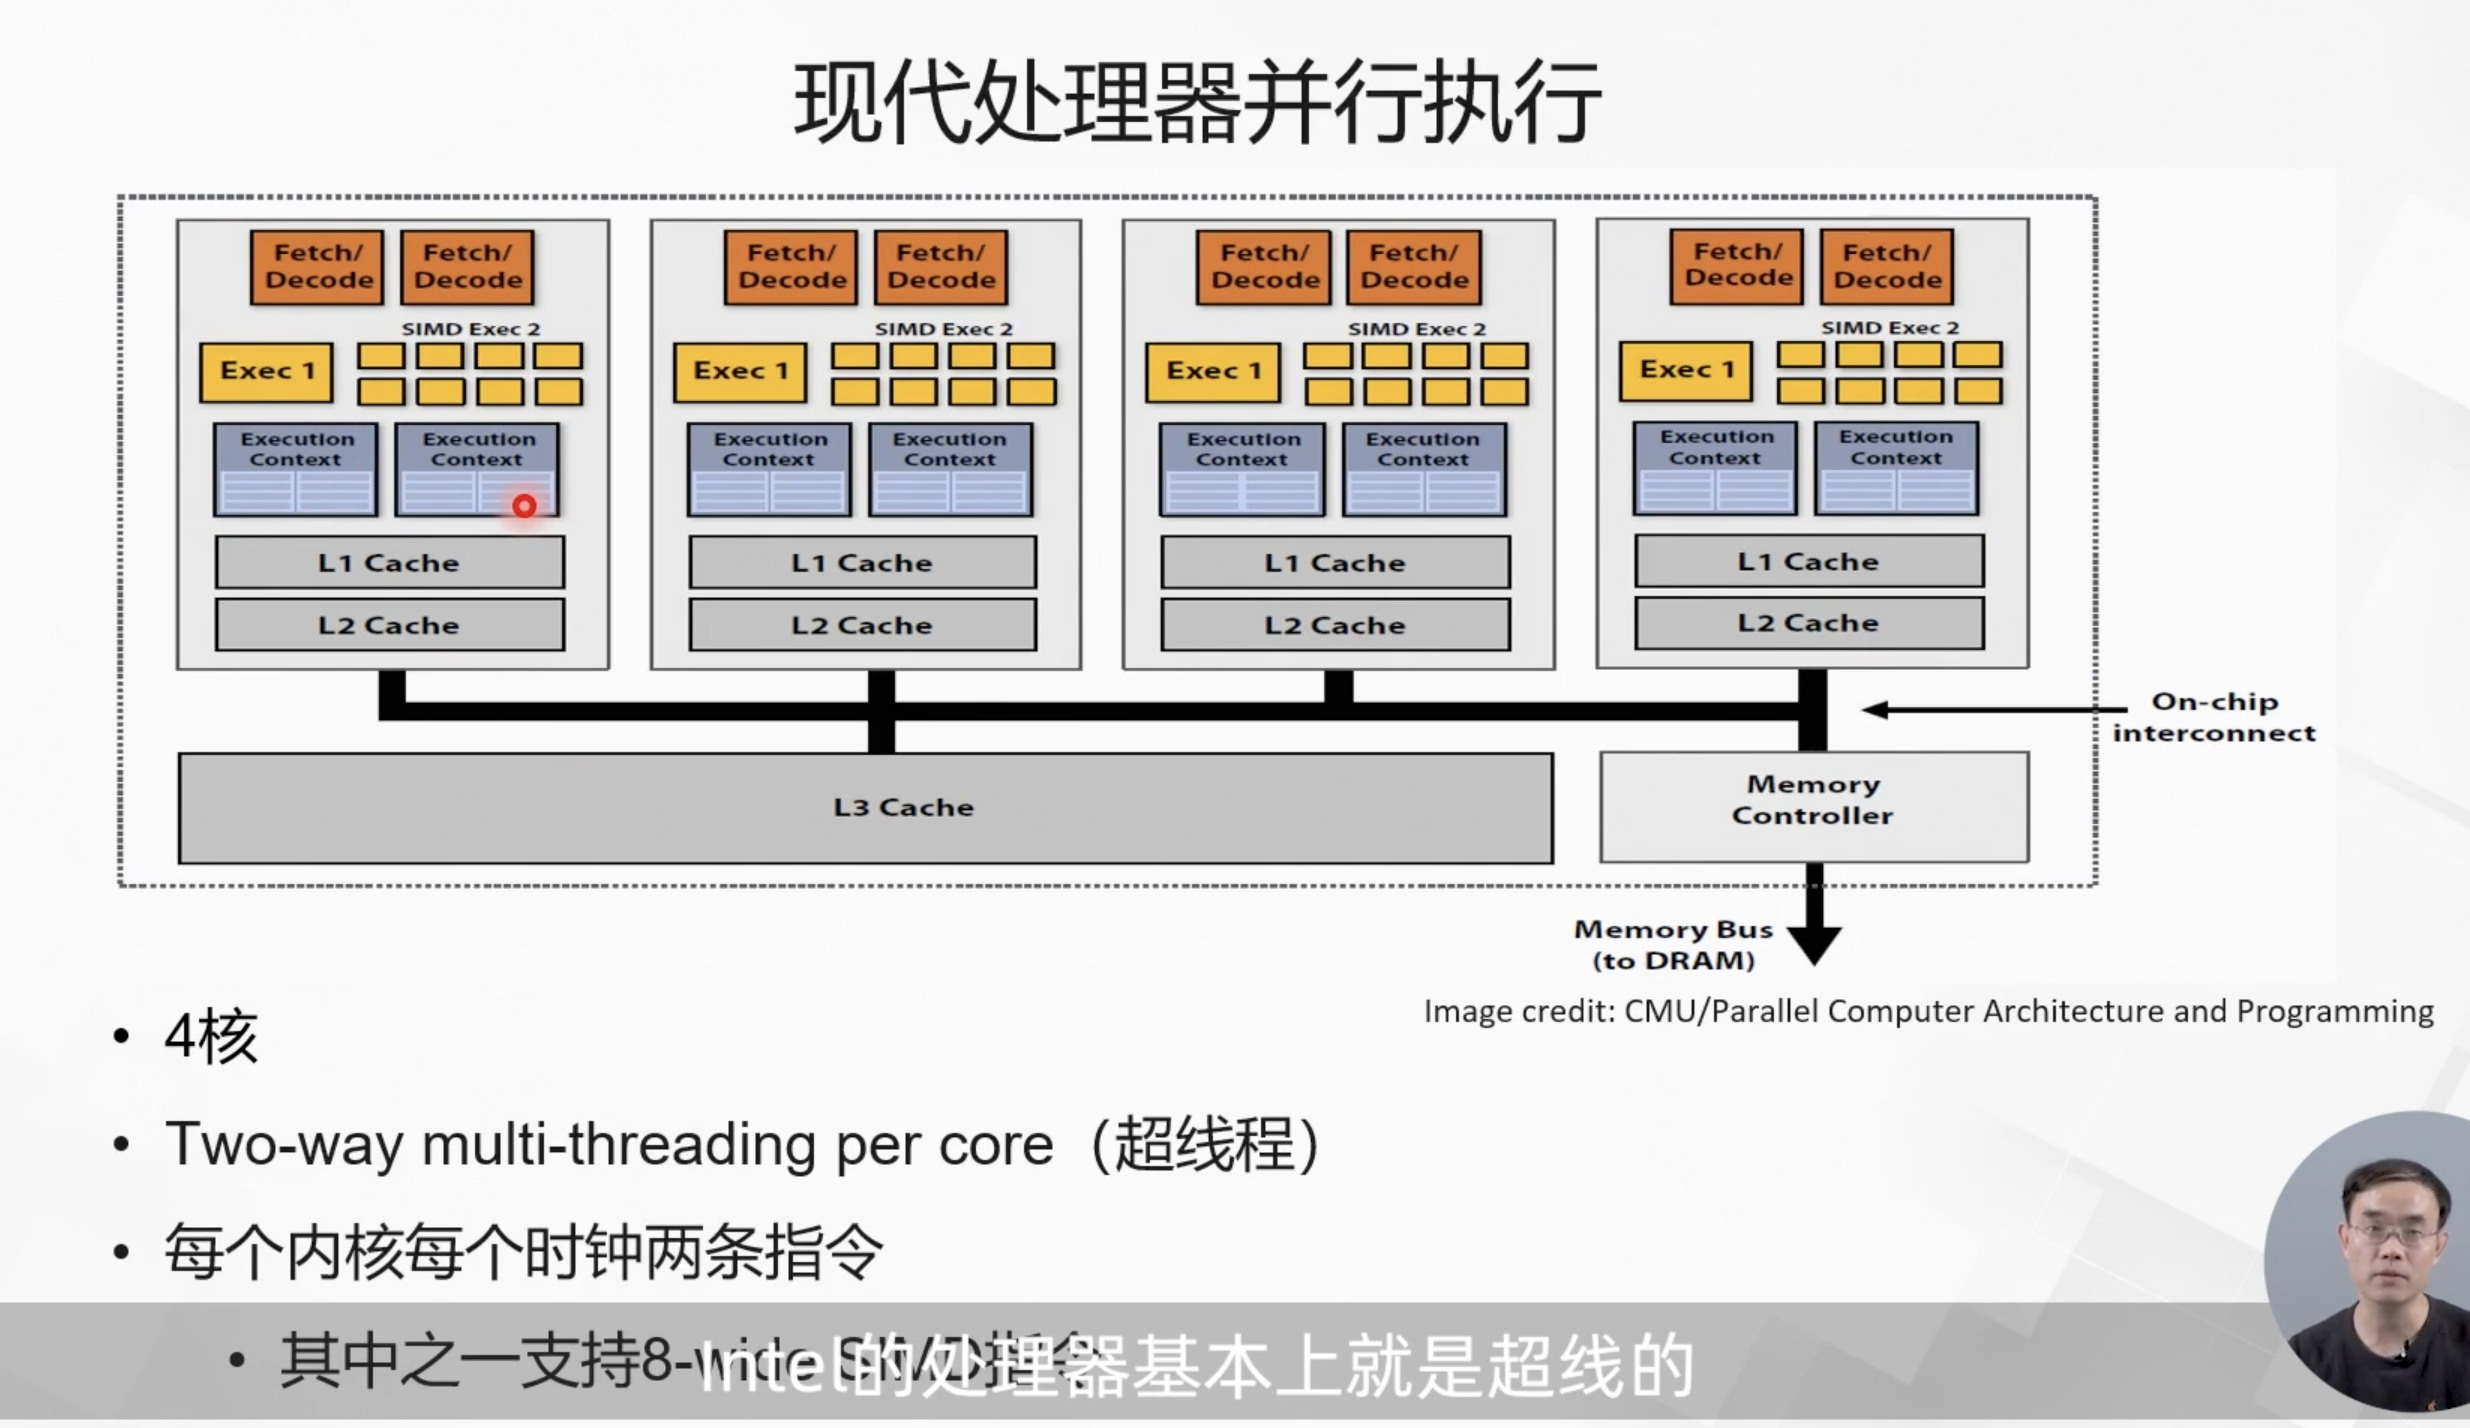 现代处理器并行执行
Fetch/ Decode
Fetch/ Decode
Fetch/ Decode
Fetch/ Decode
Fetch/ Decode
Fetch/ Decode
Fetch/ Decode
Fetch/ Decode
SIMD Exec 2
SIMD Exec 2
SIMD Exec 2
SIMD Exec 2
Exec 1
Exec 1
Exec 1
Exec 1
Execution Context
Execution Context
Execution Context
Execution Context
Execution Context
Execution Context
Execution Context
Execution Context
L1 Cache
L1 Cache
L1 Cache
L1 Cache
L2 Cache
L2 Cache
L2 Cache
L2 Cache
On-chip
interconnect
L3 Cache
Memory
Controller
Memory Bus
(to DRAM)
Image credit: CMU/Parallel Computer Architecture and Programming
• 4核
• Two-way multi-threading per core（超线程）
• 每个内核每个时钟两条指令
• 其中之一支持8-wide SIMD指令
Intel的处理器基本上就是超线的